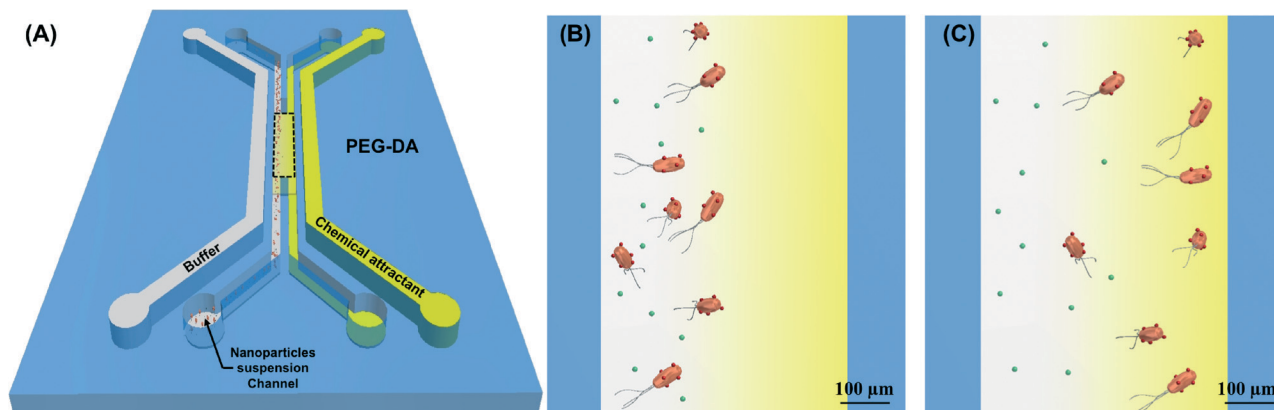 (A)
PEG-DA
Buffer
Chemical attractant
Nanoparticles
suspension
Channel
(B)
100 µm
(C)
100 µm